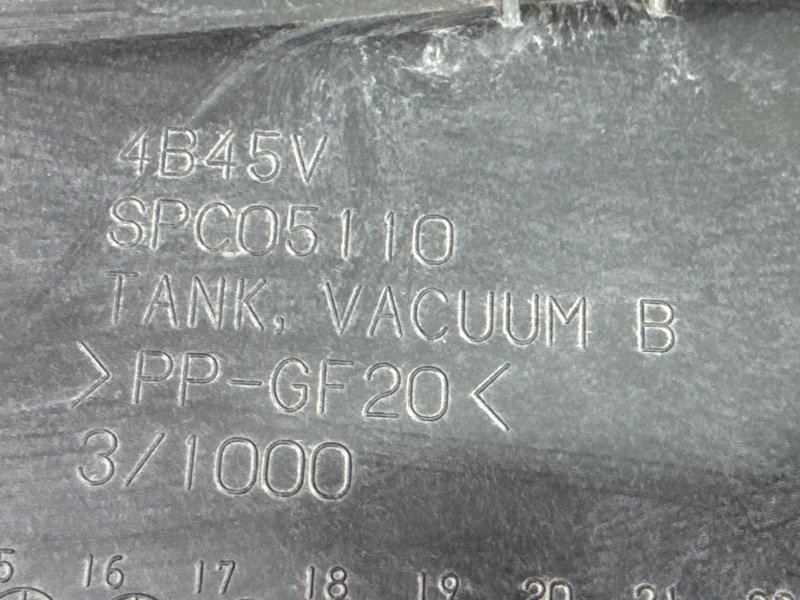 4B45V
SPC05110
TANK, VACUUM B
>PP-GF20<
3/1000
16 17 18 19 20